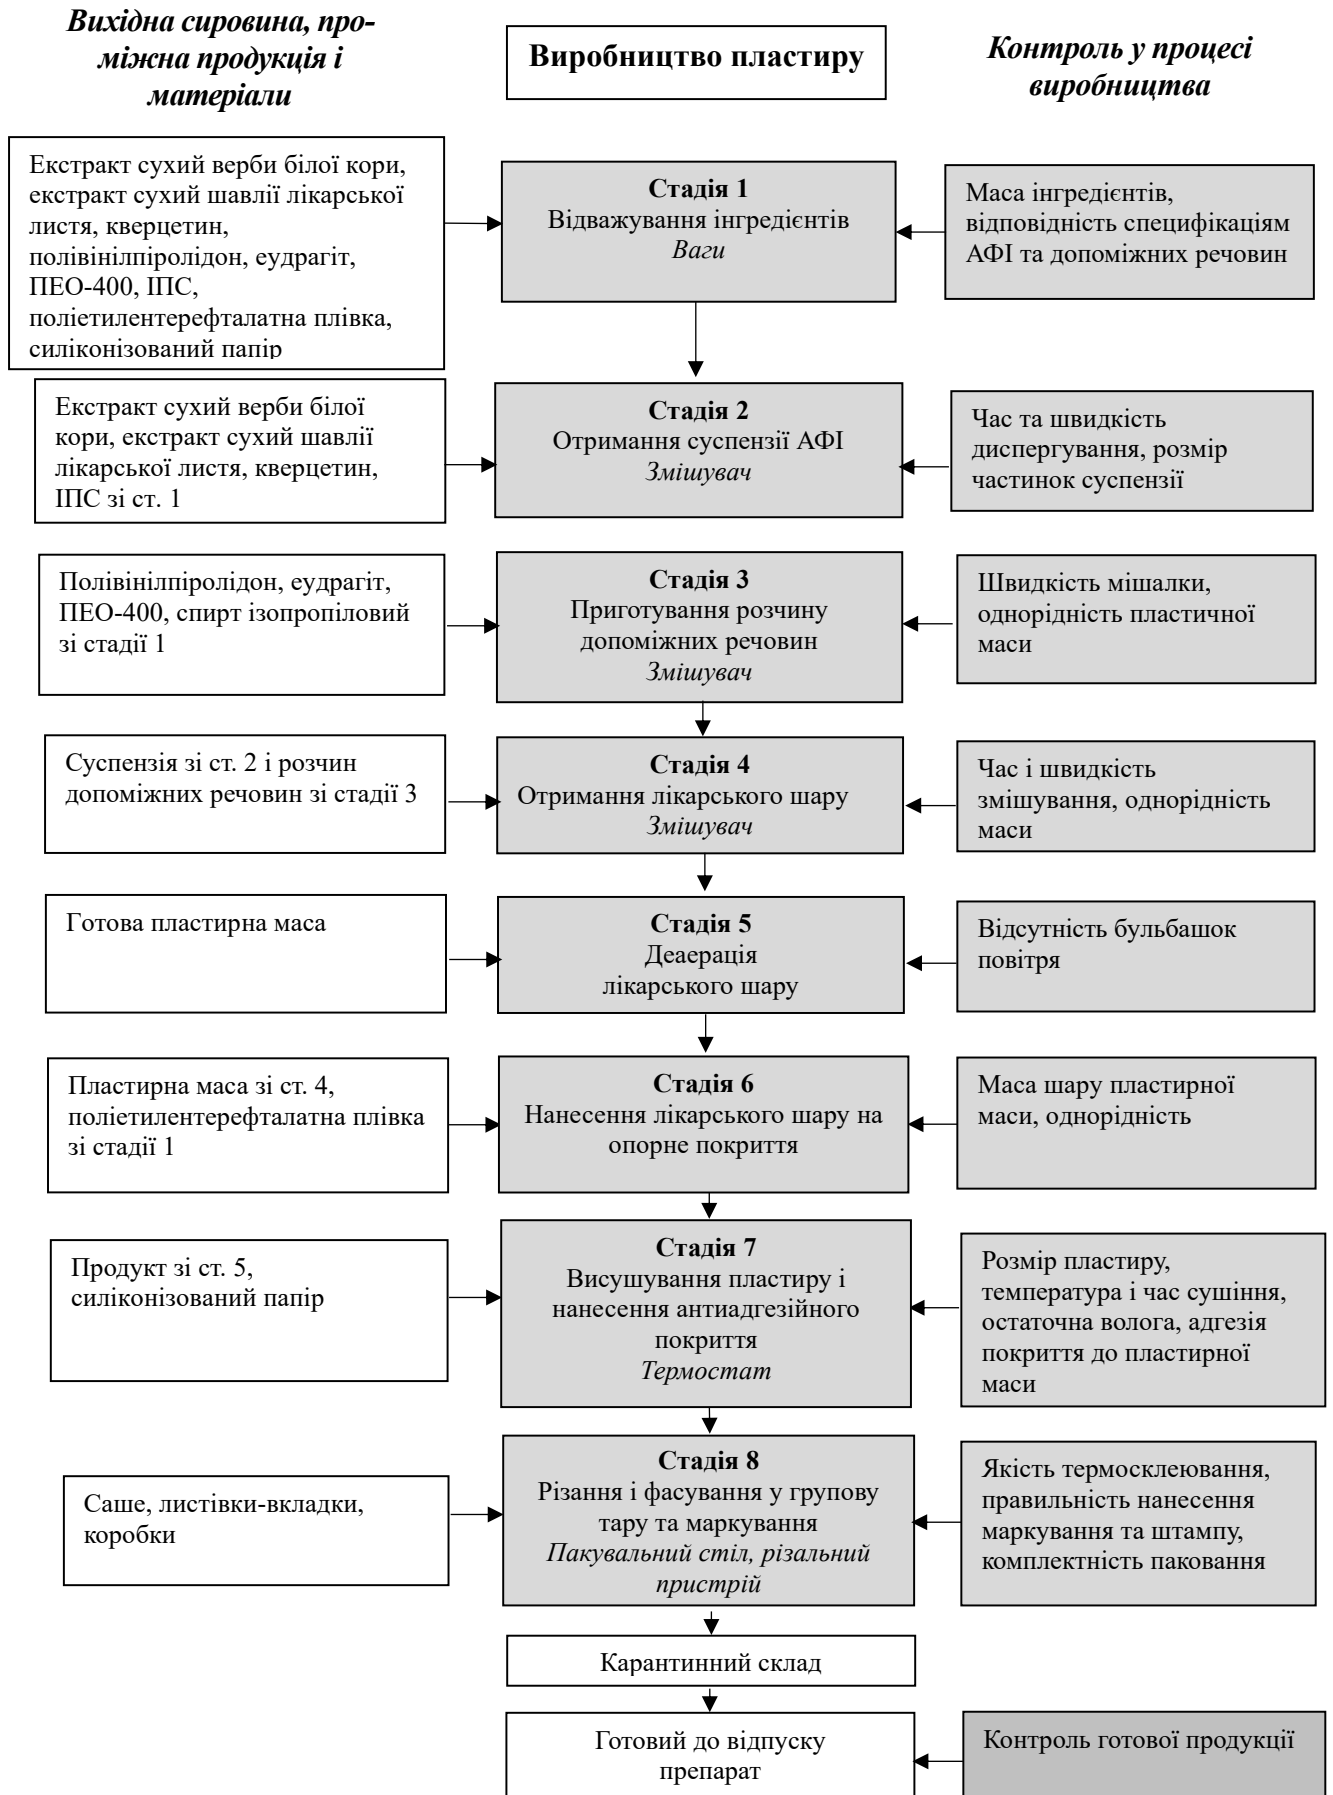 Вихідна сировина, про-
міжна продукція і
матеріали
Виробництво пластиру
Контроль у процесі
виробництва
Екстракт сухий верби білої кори,
екстракт сухий шавлії лікарської
листя, кверцетин,
полівінілпіролідон, еудрагіт,
ПЕО-400, ІПС,
поліетилентерефталатна плівка,
силіконізований папір
Стадія 1
Відважування інгредієнтів
Ваги
Маса інгредієнтів,
відповідність специфікаціям
АФІ та допоміжних речовин
Екстракт сухий верби білої
кори, екстракт сухий шавлії
лікарської листя, кверцетин,
ІПС зі ст. 1
Стадія 2
Отримання суспензії АФІ
Змішувач
Час та швидкість
диспергування, розмір
частинок суспензії
Полівінілпіролідон, еудрагіт,
ПЕО-400, спирт ізопропіловий
зі стадії 1
Стадія 3
Приготування розчину
допоміжних речовин
Змішувач
Швидкість мішалки,
однорідність пластичної
маси
Суспензія зі ст. 2 і розчин
допоміжних речовин зі стадії 3
Стадія 4
Отримання лікарського шару
Змішувач
Час і швидкість
змішування, однорідність
маси
Готова пластирна маса
Стадія 5
Деаерація
лікарського шару
Відсутність бульбашок
повітря
Пластирна маса зі ст. 4,
поліетилентерефталатна плівка
зі стадії 1
Стадія 6
Нанесення лікарського шару на
опорне покриття
Маса шару пластирної
маси, однорідність
Продукт зі ст. 5,
силіконізований папір
Стадія 7
Висушування пластиру і
нанесення антиадгезійного
покриття
Термостат
Розмір пластиру,
температура і час сушіння,
остаточна волога, адгезія
покриття до пластирної
маси
Саше, листівки-вкладки,
коробки
Стадія 8
Різання і фасування у групову
тару та маркування
Пакувальний стіл, різальний
пристрій
Якість термосклеювання,
правильність нанесення
маркування та штампу,
комплектність паковання
Карантинний склад
Готовий до відпуску
препарат
Контроль готової продукції